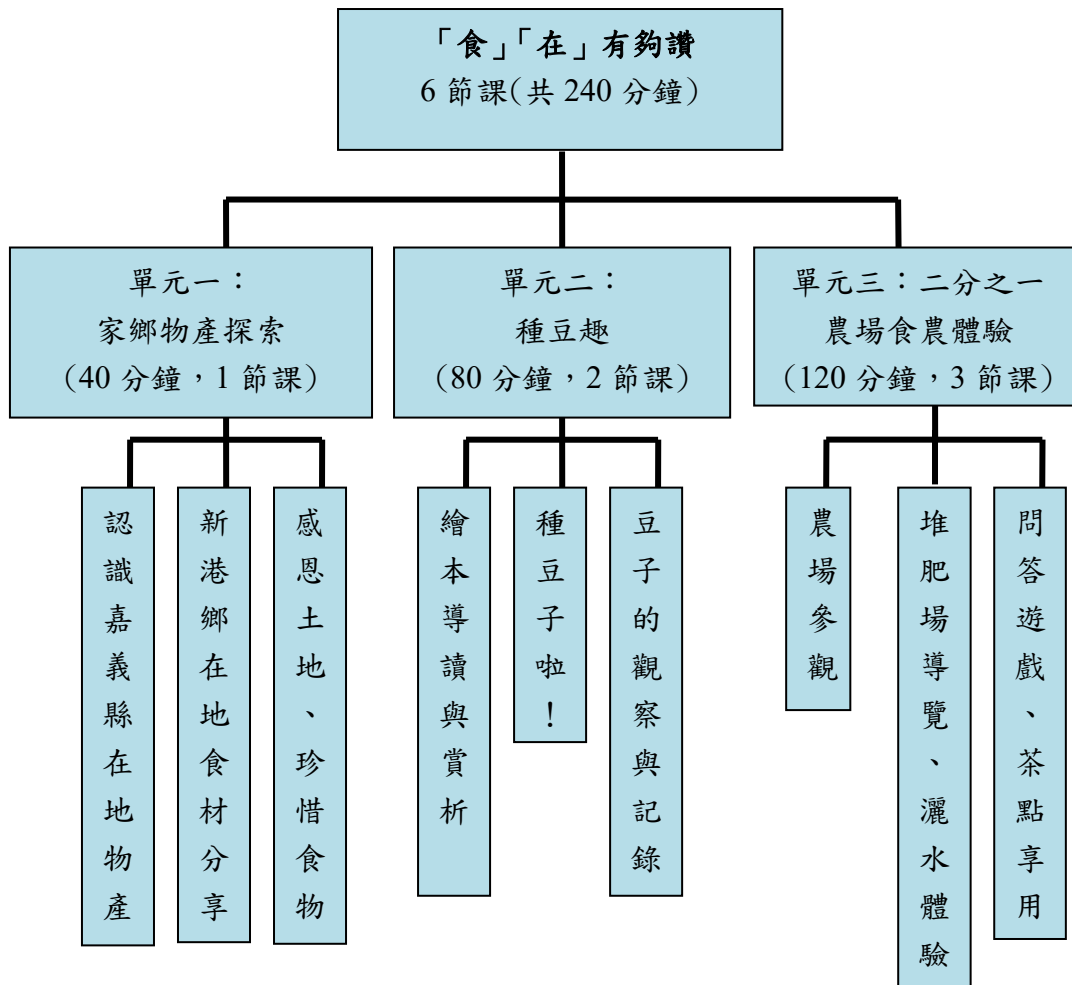 「食」「在」有夠讚
6 節課(共 240 分鐘)
單元一：
家鄉物產探索
(40 分鐘，1 節課)
單元二：
種豆趣
(80 分鐘，2 節課)
單元三：二分之一
農場食農體驗
(120 分鐘，3 節課)
認識嘉義縣在地物產
新港鄉在地食材分享
感恩土地、珍惜食物
繪本導讀與賞析
種豆子啦！
豆子的觀察與記錄
農場參觀
堆肥場導覽、灑水體驗
問答遊戲、茶點享用